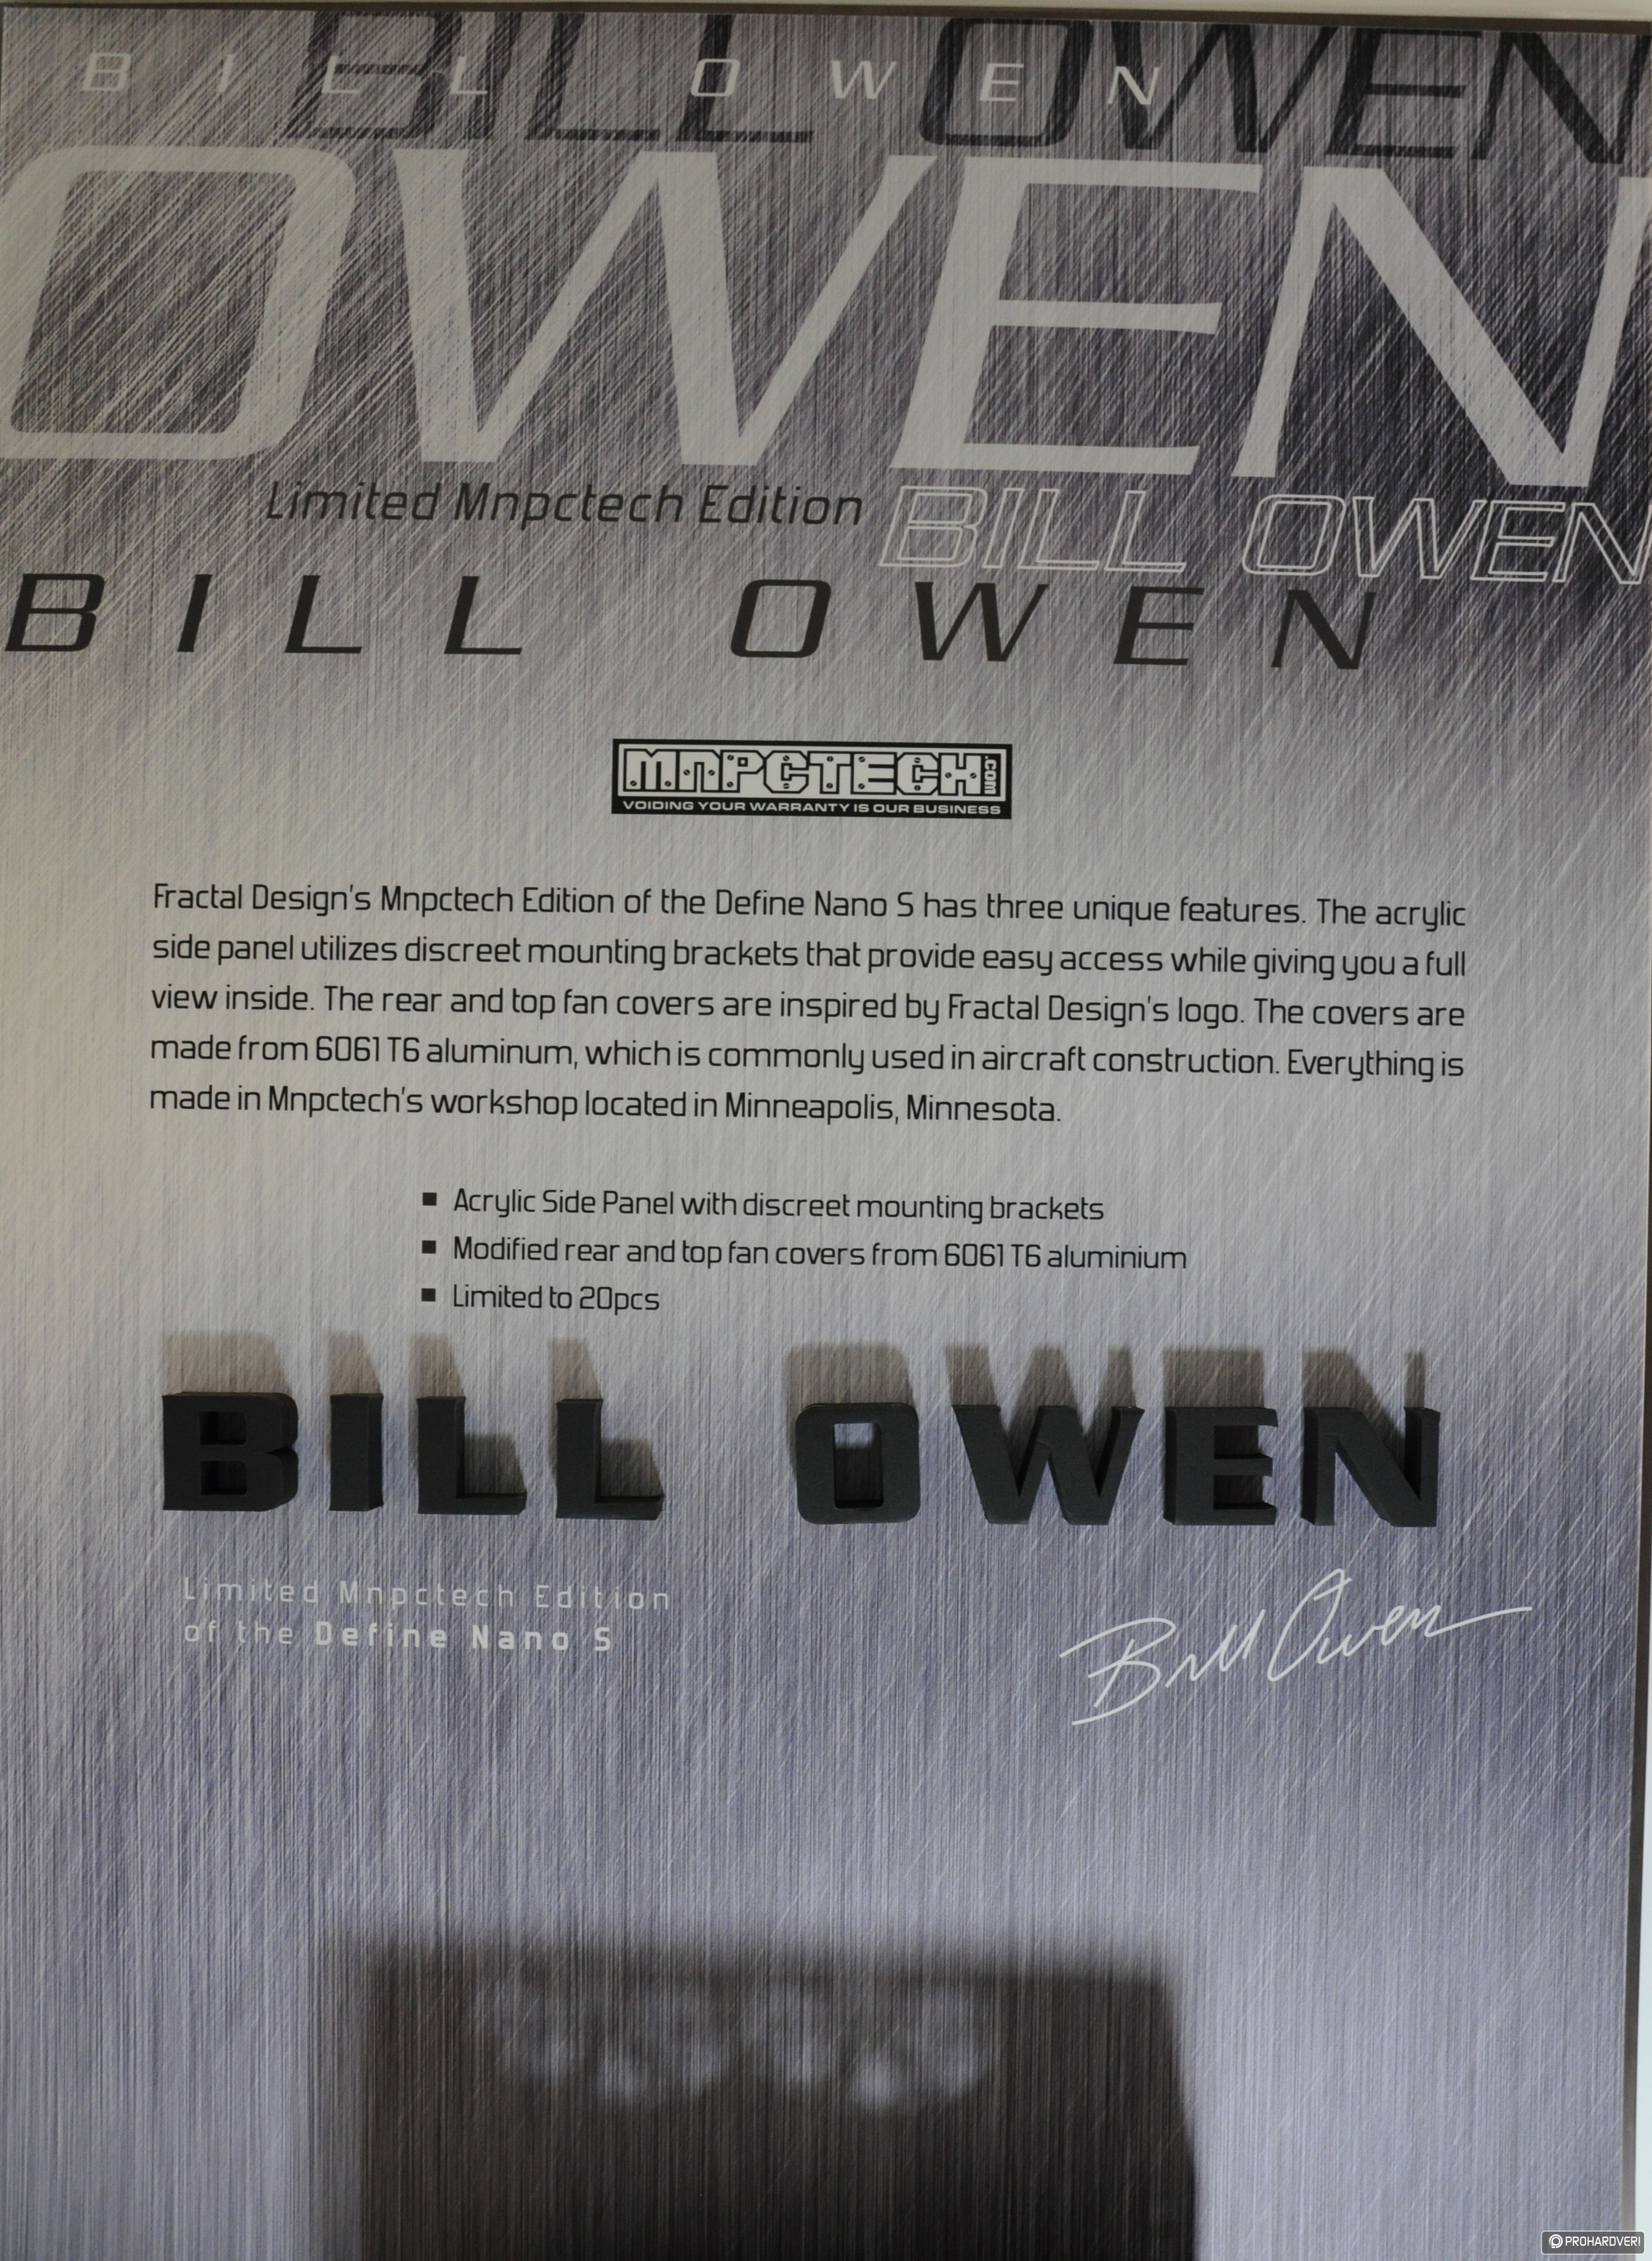 BILL OWEN
BILL OWEN
OWEN
Limited Mnpctech Edition
BILL OWEN
BILL OWEN
MNPCTECH.COM
VOIDING YOUR WARRANTY IS OUR BUSINESS
Fractal Design's Mnpctech Edition of the Define Nano S has three unique features. The acrylic
side panel utilizes discreet mounting brackets that provide easy access while giving you a full
view inside. The rear and top fan covers are inspired by Fractal Design's logo. The covers are
made from 6061 T6 aluminum, which is commonly used in aircraft construction. Everything is
made in Mnpctech's workshop located in Minneapolis, Minnesota.
■ Acrylic Side Panel with discreet mounting brackets
■ Modified rear and top fan covers from 6061 T6 aluminium
■ Limited to 20pcs
BILL OWEN
Limited Mnpctech Edition
of the Define Nano S
Bill Owen
PROHARDVER!